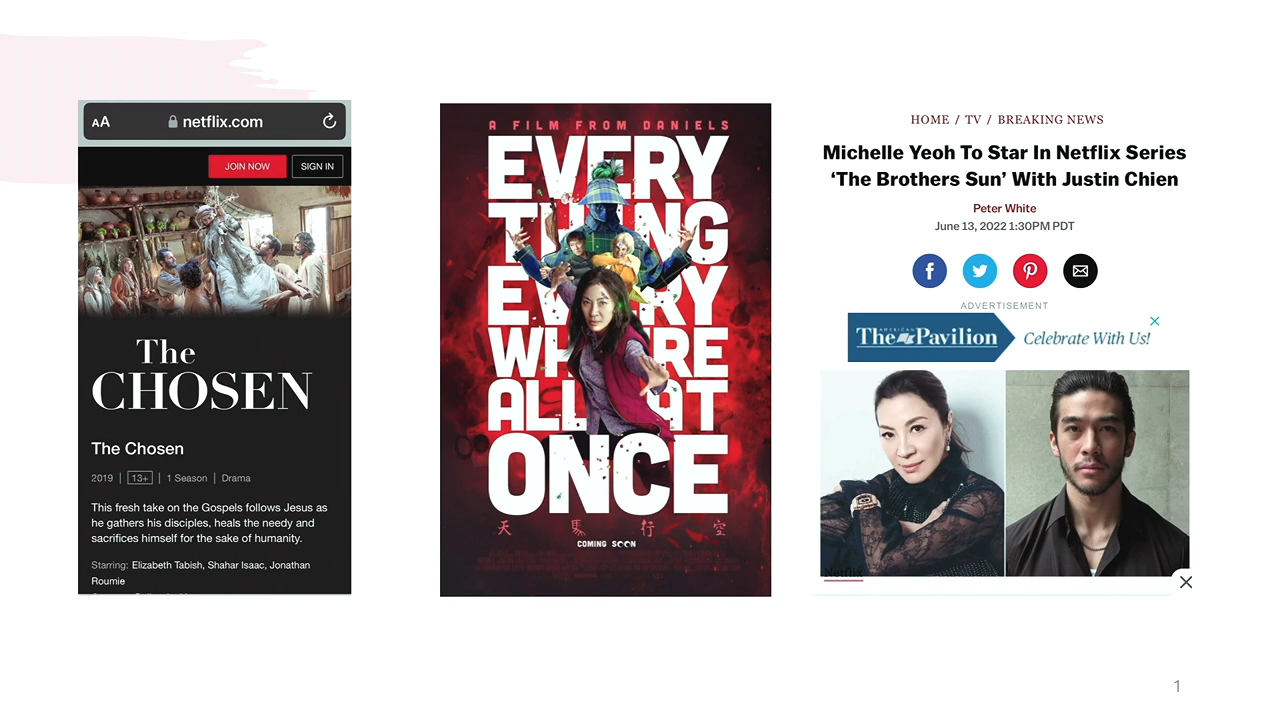 AA
netflix.com
JOIN NOW
SIGN IN
The
CHOSEN
The Chosen
2019 | 13+ | 1 Season | Drama
This fresh take on the Gospels follows Jesus as
he gathers his disciples, heals the needy and
sacrifices himself for the sake of humanity.
Starring: Elizabeth Tabish, Shahar Isaac, Jonathan
Roumie
A FILM FROM DANIELS
EVERY
THING
EVERY
WHERE
ALL AT
ONCE
天 馬 行 空
COMING SOON
HOME / TV / BREAKING NEWS
Michelle Yeoh To Star In Netflix Series
‘The Brothers Sun’ With Justin Chien
Peter White
June 13, 2022 1:30PM PDT
ADVERTISEMENT
The American Pavilion
Celebrate With Us!
Netflix
1